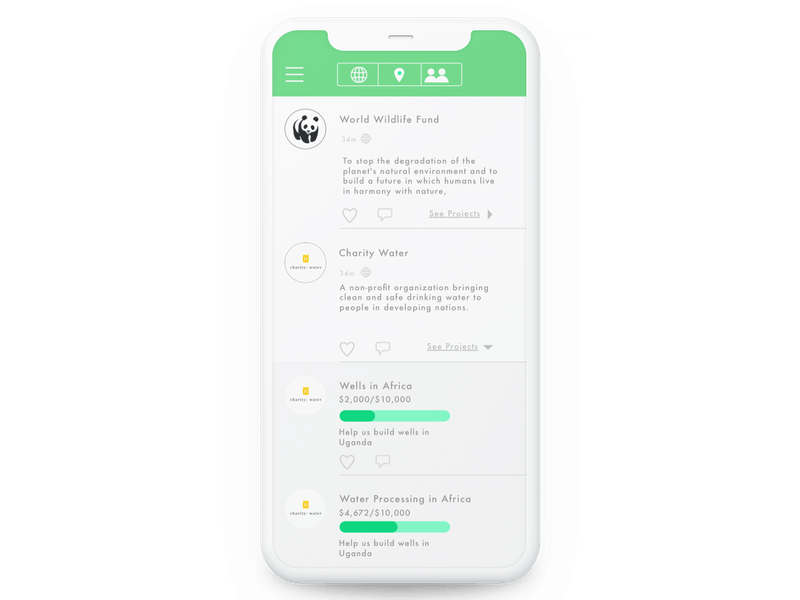 World Wildlife Fund
34m
To stop the degradation of the
planet's natural environment and to
build a future in which humans live
in harmony with nature,
See Projects
charity: water
Charity Water
34m
A non-profit organization bringing
clean and safe drinking water to
people in developing nations.
See Projects
charity: water
Wells in Africa
$2,000/$10,000
Help us build wells in
Uganda
charity: water
Water Processing in Africa
$4,672/$10,000
Help us build wells in
Uganda